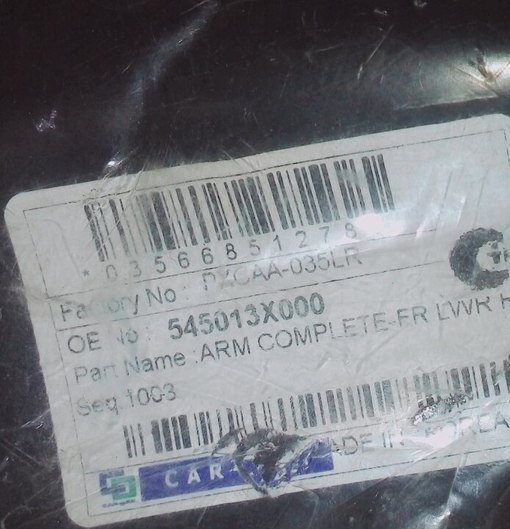 * 0 3 5 6 6 8 5 1 2 7 8
Factory No : PXCAA-035LR
OE No : 545013X000
Part Name : ARM COMPLETE-FR LWR
Seq 1003
MADE IN KOREA
CAR-